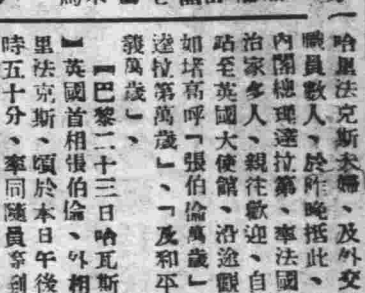 哈里法克斯夫婦、及外交
職員數人、於昨晚抵此、
內閣總理達拉第、率法國
治家多人、親往歡迎、自
站至英國大使館、沿途觀
如堵高呼「張伯倫萬歲」
達拉第萬歲」、「及和平
發萬歲」、
【巴黎二十三日哈瓦斯
】英國首相張伯倫、外相
里法克斯、頃於本日午後
時五十分、率同隨員等到